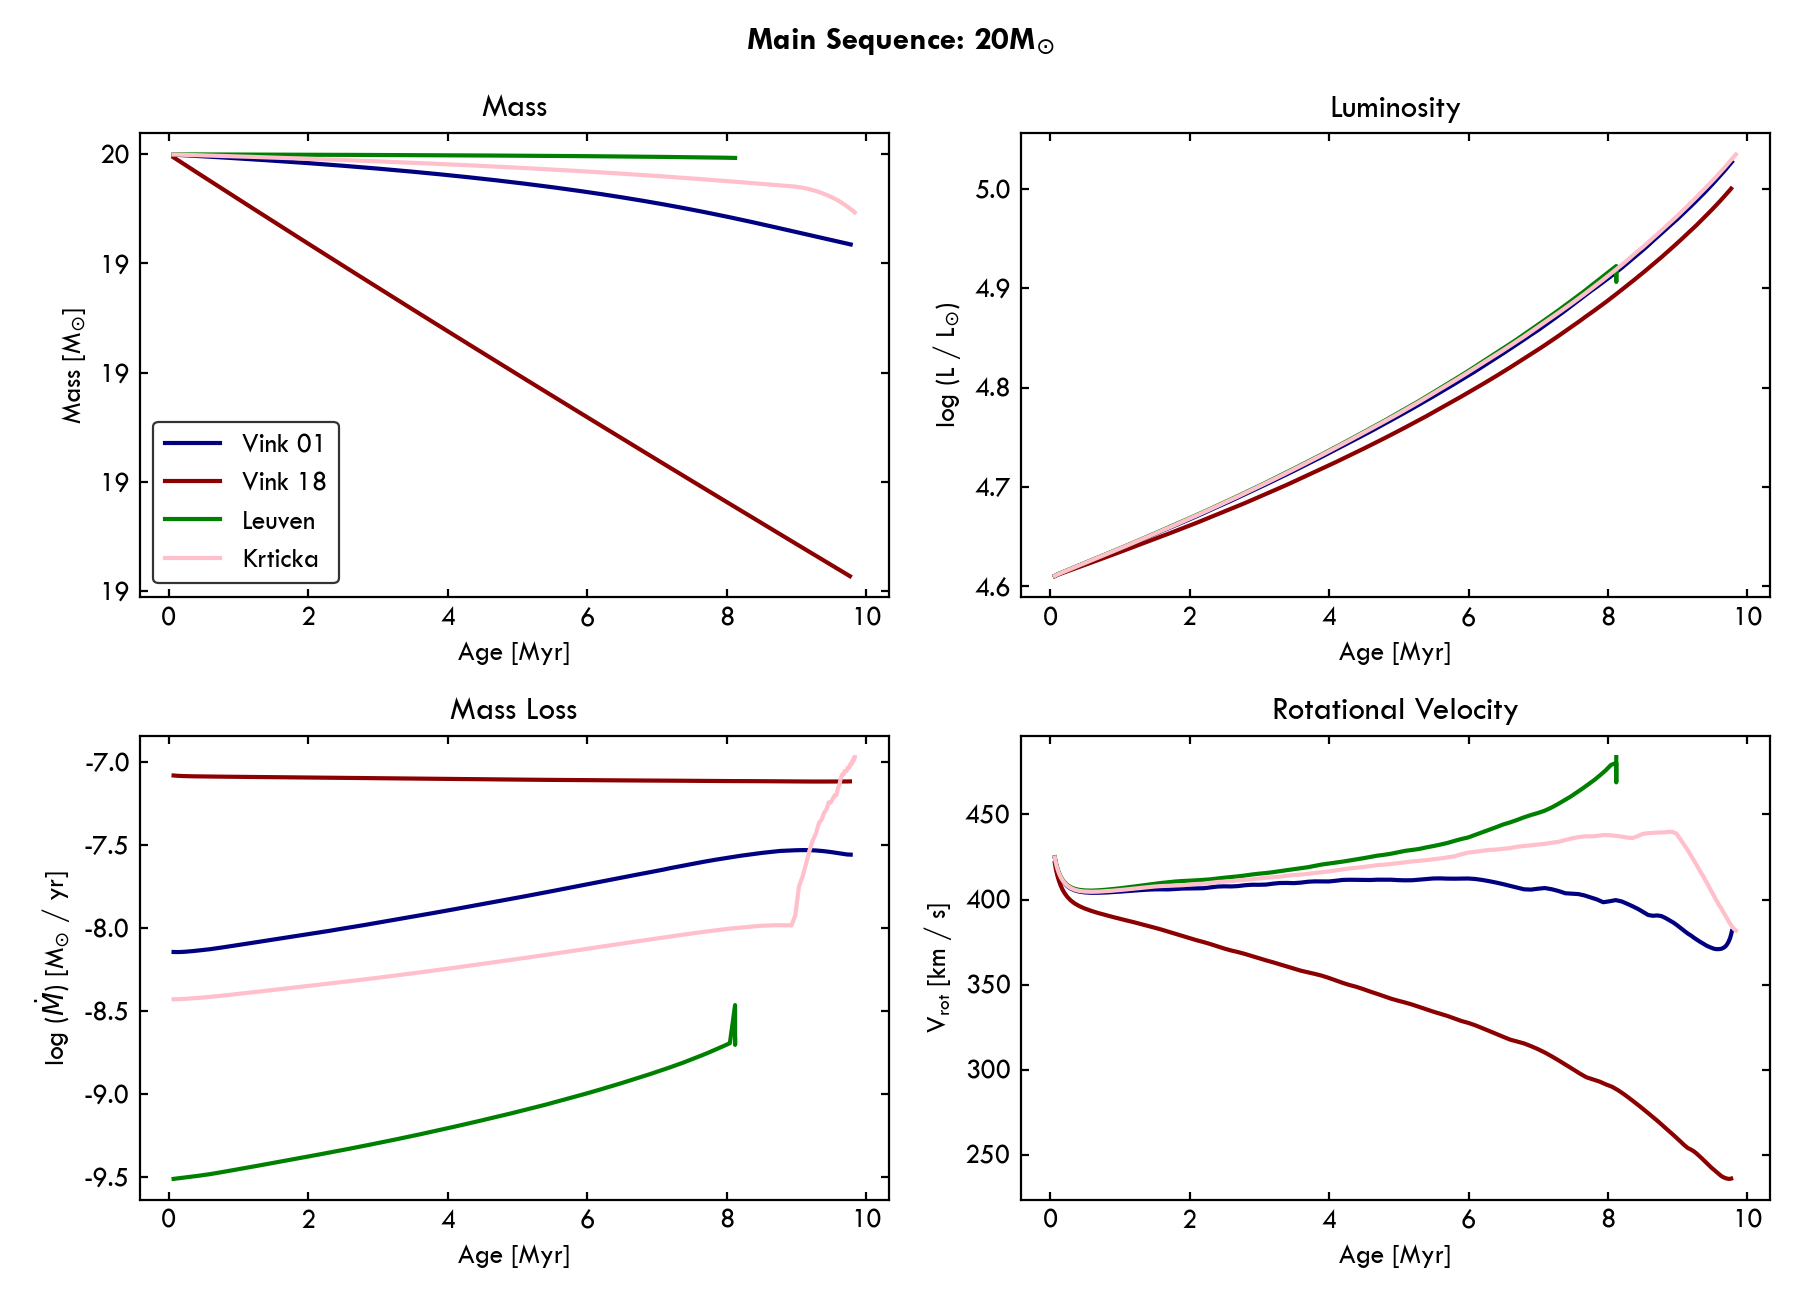 Main Sequence: 20M⊙
Mass
Mass [M⊙]
20
19
19
19
19
Vink 01
Vink 18
Leuven
Krticka
0 2 4 6 8 10
Age [Myr]
Luminosity
log (L / L⊙)
5.0
4.9
4.8
4.7
4.6
0 2 4 6 8 10
Age [Myr]
Mass Loss
log (Ṁ) [M⊙ / yr]
-7.0
-7.5
-8.0
-8.5
-9.0
-9.5
0 2 4 6 8 10
Age [Myr]
Rotational Velocity
Vrot [km / s]
450
400
350
300
250
0 2 4 6 8 10
Age [Myr]